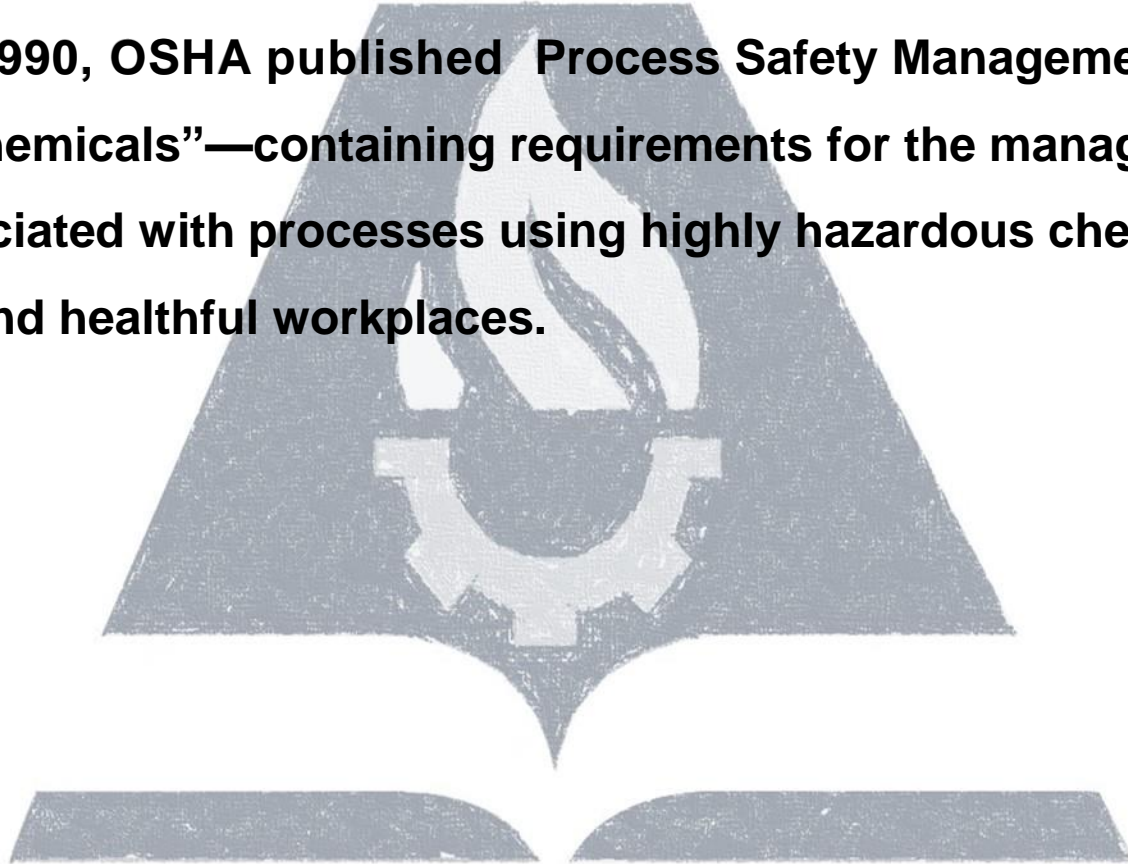 990, OSHA published Process Safety Manageme
hemicals”—containing requirements for the manag
ciated with processes using highly hazardous che
nd healthful workplaces.